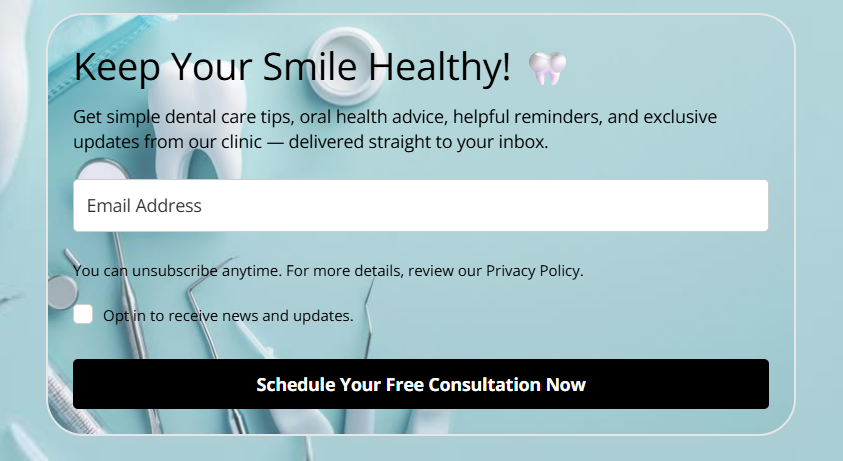 Keep Your Smile Healthy! 🦷
Get simple dental care tips, oral health advice, helpful reminders, and exclusive
updates from our clinic — delivered straight to your inbox.
Email Address
You can unsubscribe anytime. For more details, review our Privacy Policy.
Opt in to receive news and updates.
Schedule Your Free Consultation Now